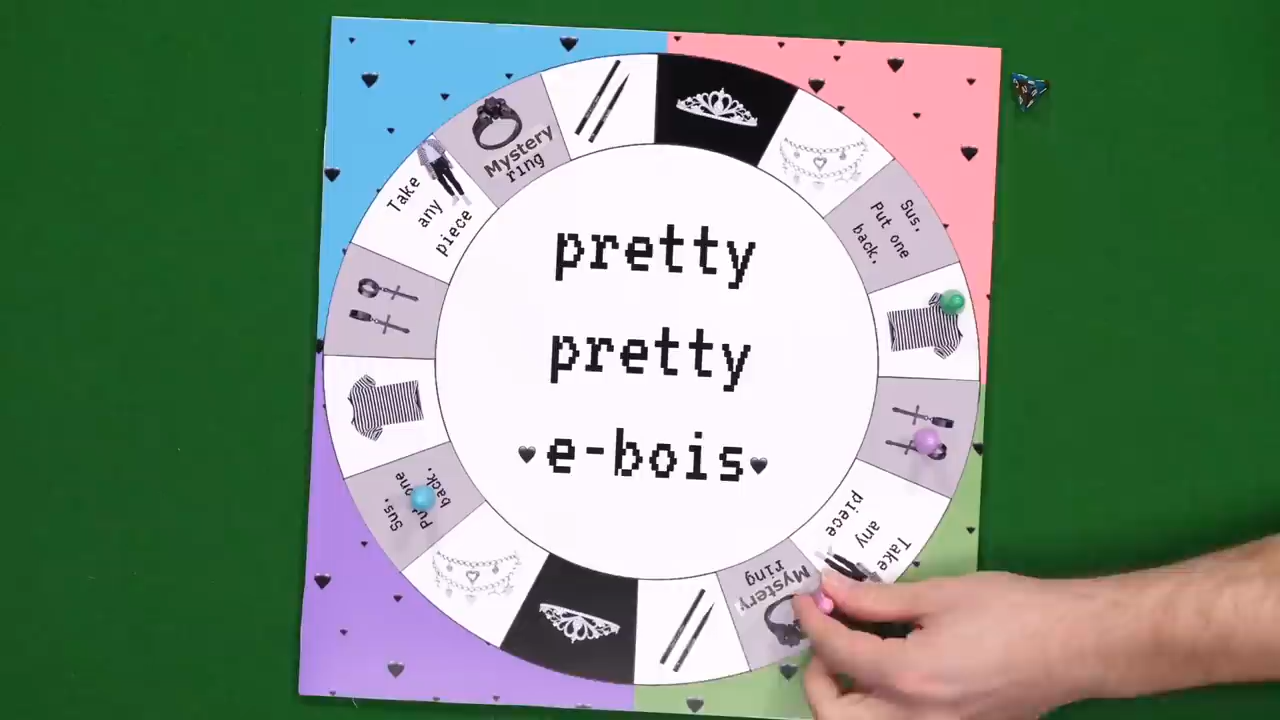 pretty
pretty
e-bois
Mystery
ring
Take
any
piece
Sus.
Put one
back.
Take
any
piece
Mystery
ring
Sus.
Put one
back.